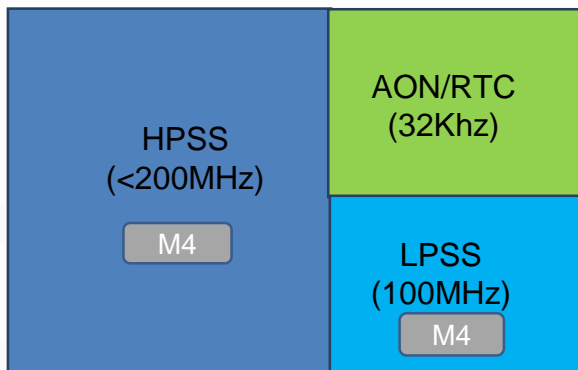 HPSS
(<200MHz)
M4
AON/RTC
(32Khz)
LPSS
(100MHz)
M4